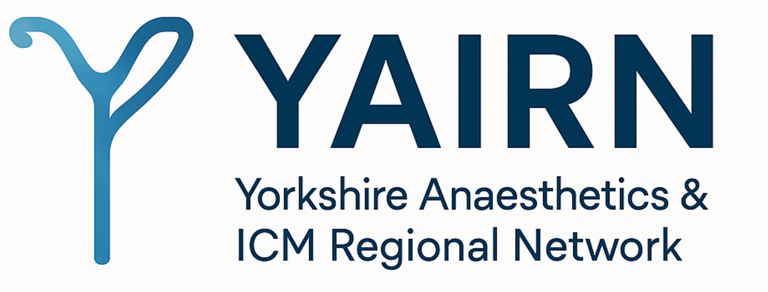 YAIRN
Yorkshire Anaesthetics &
ICM Regional Network